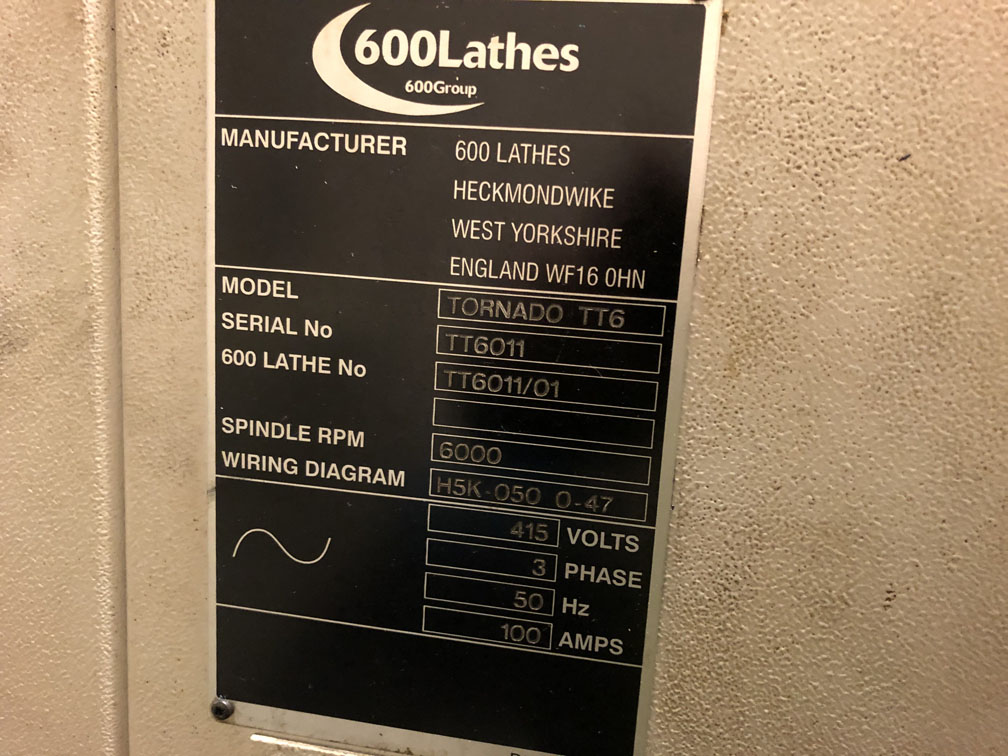 600Lathes
600Group
MANUFACTURER 600 LATHES
HECKMONDWIKE
WEST YORKSHIRE
ENGLAND WF16 0HN
MODEL TORNADO TT6
SERIAL No TT6011
600 LATHE No TT6011/01
SPINDLE RPM 6000
WIRING DIAGRAM H5K-050 0-47
415 VOLTS
3 PHASE
50 Hz
100 AMPS